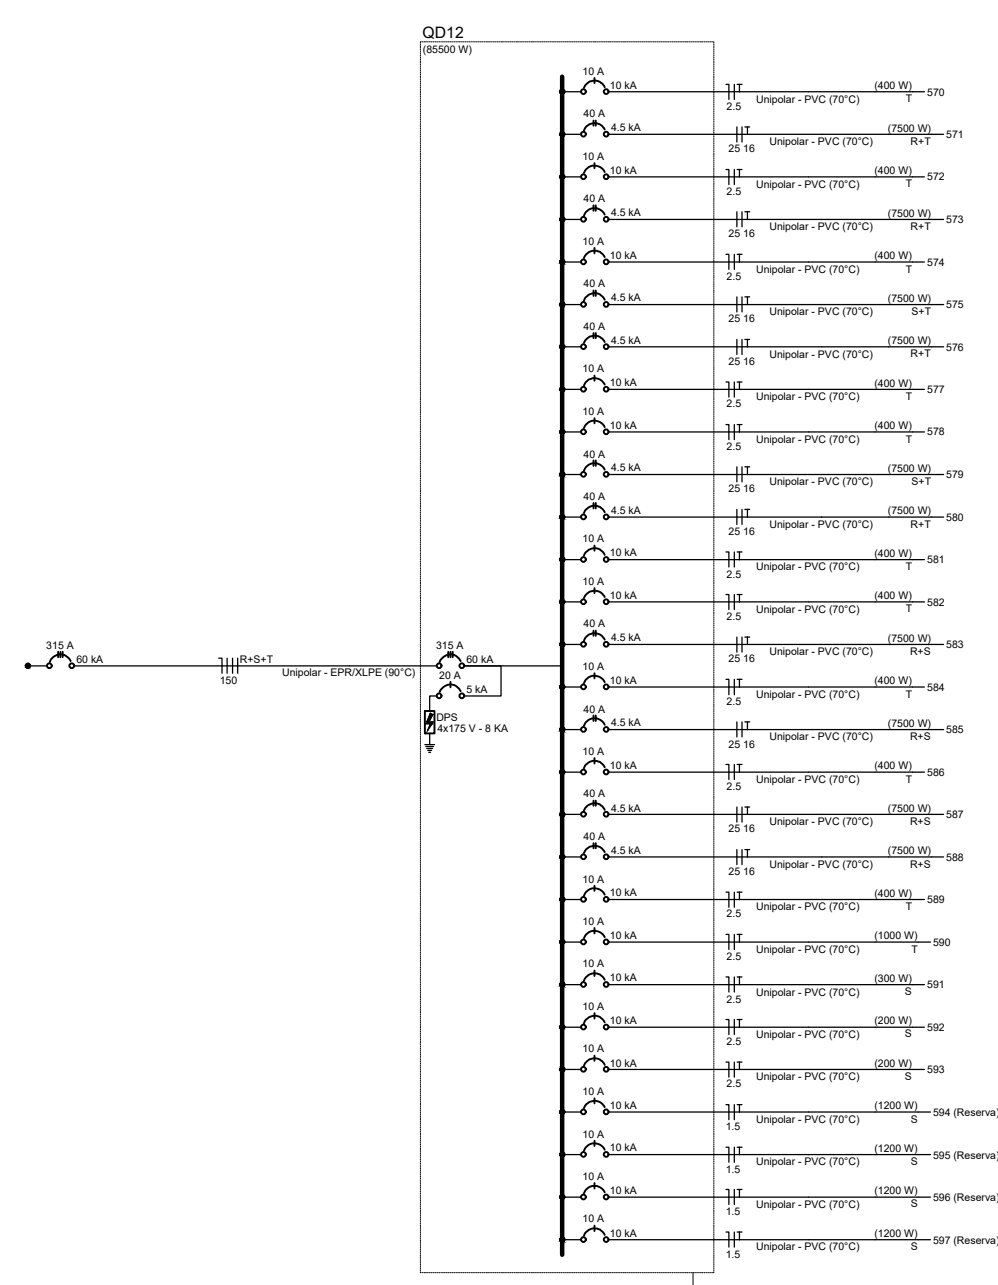 QD12
(85500 W)
10 A
10 kA
2.5
Unipolar - PVC (70°C)
(400 W)
T
570
40 A
4.5 kA
25 16
Unipolar - PVC (70°C)
(7500 W)
R+T
571
10 A
10 kA
2.5
Unipolar - PVC (70°C)
(400 W)
T
572
40 A
4.5 kA
25 16
Unipolar - PVC (70°C)
(7500 W)
R+T
573
10 A
10 kA
2.5
Unipolar - PVC (70°C)
(400 W)
T
574
40 A
4.5 kA
25 16
Unipolar - PVC (70°C)
(7500 W)
S+T
575
40 A
4.5 kA
25 16
Unipolar - PVC (70°C)
(7500 W)
R+T
576
10 A
10 kA
2.5
Unipolar - PVC (70°C)
(400 W)
T
577
10 A
10 kA
2.5
Unipolar - PVC (70°C)
(400 W)
T
578
40 A
4.5 kA
25 16
Unipolar - PVC (70°C)
(7500 W)
S+T
579
40 A
4.5 kA
25 16
Unipolar - PVC (70°C)
(7500 W)
R+T
580
10 A
10 kA
2.5
Unipolar - PVC (70°C)
(400 W)
T
581
10 A
10 kA
2.5
Unipolar - PVC (70°C)
(400 W)
T
582
40 A
4.5 kA
25 16
Unipolar - PVC (70°C)
(7500 W)
R+S
583
315 A
60 kA
R+S+T
150
Unipolar - EPR/XLPE (90°C)
315 A
60 kA
20 A
5 kA
DPS
4x175 V - 8 KA
10 A
10 kA
2.5
Unipolar - PVC (70°C)
(400 W)
T
584
40 A
4.5 kA
25 16
Unipolar - PVC (70°C)
(7500 W)
R+S
585
10 A
10 kA
2.5
Unipolar - PVC (70°C)
(400 W)
T
586
40 A
4.5 kA
25 16
Unipolar - PVC (70°C)
(7500 W)
R+S
587
40 A
4.5 kA
25 16
Unipolar - PVC (70°C)
(7500 W)
R+S
588
10 A
10 kA
2.5
Unipolar - PVC (70°C)
(400 W)
T
589
10 A
10 kA
2.5
Unipolar - PVC (70°C)
(1000 W)
T
590
10 A
10 kA
2.5
Unipolar - PVC (70°C)
(300 W)
S
591
10 A
10 kA
2.5
Unipolar - PVC (70°C)
(200 W)
S
592
10 A
10 kA
2.5
Unipolar - PVC (70°C)
(200 W)
S
593
10 A
10 kA
1.5
Unipolar - PVC (70°C)
(1200 W)
S
594 (Reserva)
10 A
10 kA
1.5
Unipolar - PVC (70°C)
(1200 W)
S
595 (Reserva)
10 A
10 kA
1.5
Unipolar - PVC (70°C)
(1200 W)
S
596 (Reserva)
10 A
10 kA
1.5
Unipolar - PVC (70°C)
(1200 W)
S
597 (Reserva)